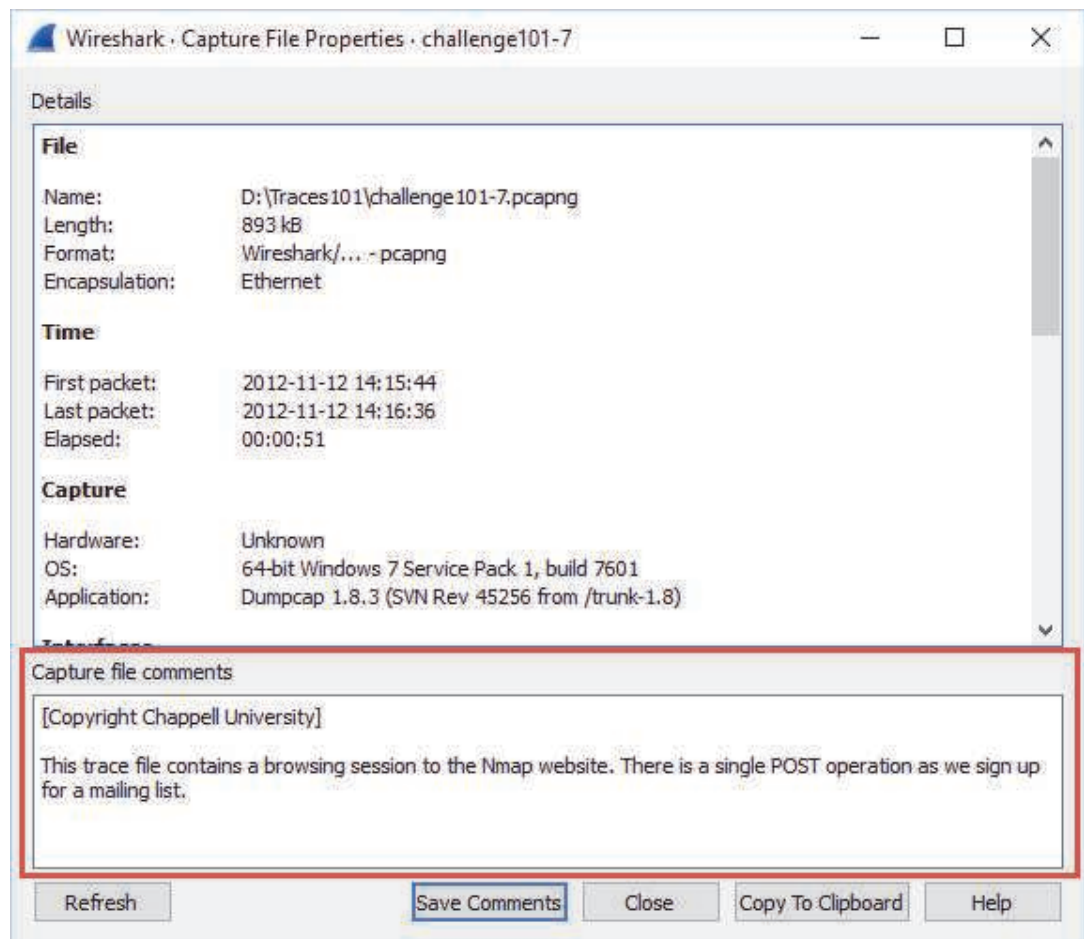 Wireshark · Capture File Properties · challenge101-7
Details
File
Name: D:\Traces101\challenge101-7.pcapng
Length: 893 kB
Format: Wireshark/... - pcapng
Encapsulation: Ethernet
Time
First packet: 2012-11-12 14:15:44
Last packet: 2012-11-12 14:16:36
Elapsed: 00:00:51
Capture
Hardware: Unknown
OS: 64-bit Windows 7 Service Pack 1, build 7601
Application: Dumpcap 1.8.3 (SVN Rev 45256 from /trunk-1.8)
Capture file comments
[Copyright Chappell University]
This trace file contains a browsing session to the Nmap website. There is a single POST operation as we sign up
for a mailing list.
Refresh Save Comments Close Copy To Clipboard Help